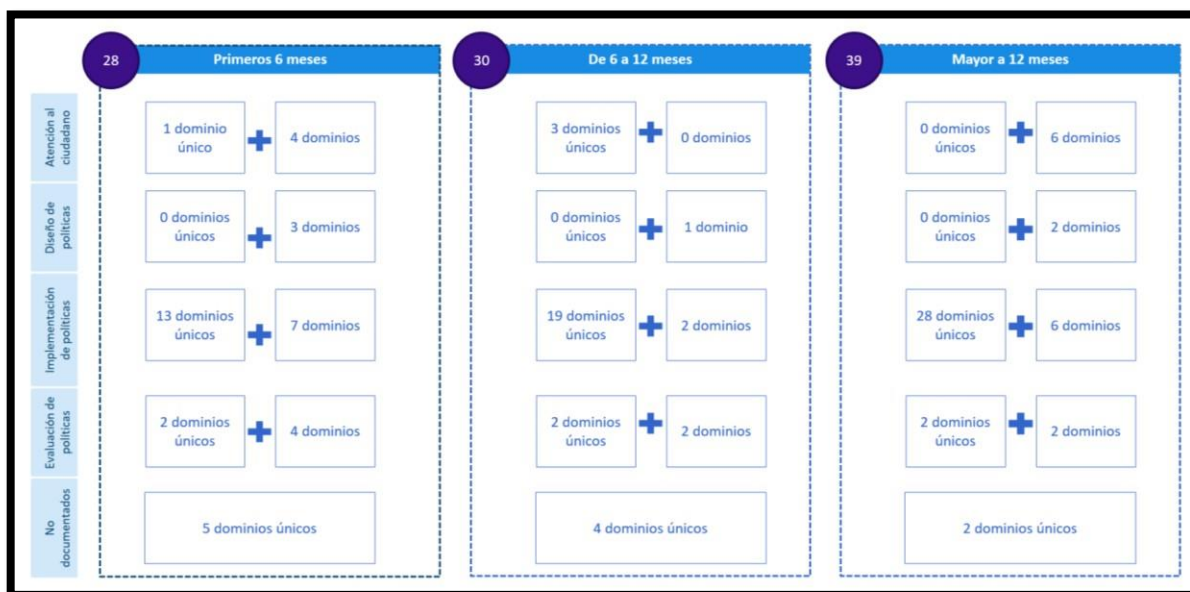 28
Primeros 6 meses
30
De 6 a 12 meses
39
Mayor a 12 meses
Atención al
ciudadano
1 dominio
único
4 dominios
3 dominios
únicos
0 dominios
0 dominios
únicos
6 dominios
Diseño de
políticas
0 dominios
únicos
3 dominios
0 dominios
únicos
1 dominio
0 dominios
únicos
2 dominios
Implementación
de políticas
13 dominios
únicos
7 dominios
19 dominios
únicos
2 dominios
28 dominios
únicos
6 dominios
Evaluación de
políticas
2 dominios
únicos
4 dominios
2 dominios
únicos
2 dominios
2 dominios
únicos
2 dominios
No
documentados
5 dominios únicos
4 dominios únicos
2 dominios únicos